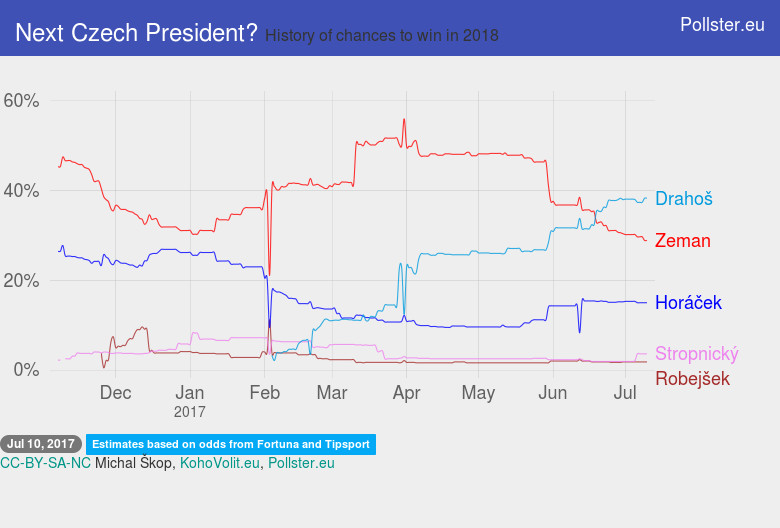 Next Czech President? History of chances to win in 2018
Pollster.eu
60%
40%
20%
0%
Drahoš
Zeman
Horáček
Stropnický
Robejšek
Dec Jan Feb Mar Apr May Jun Jul
2017
Jul 10, 2017 Estimates based on odds from Fortuna and Tipsport
CC-BY-SA-NC Michal Škop, KohoVolit.eu, Pollster.eu